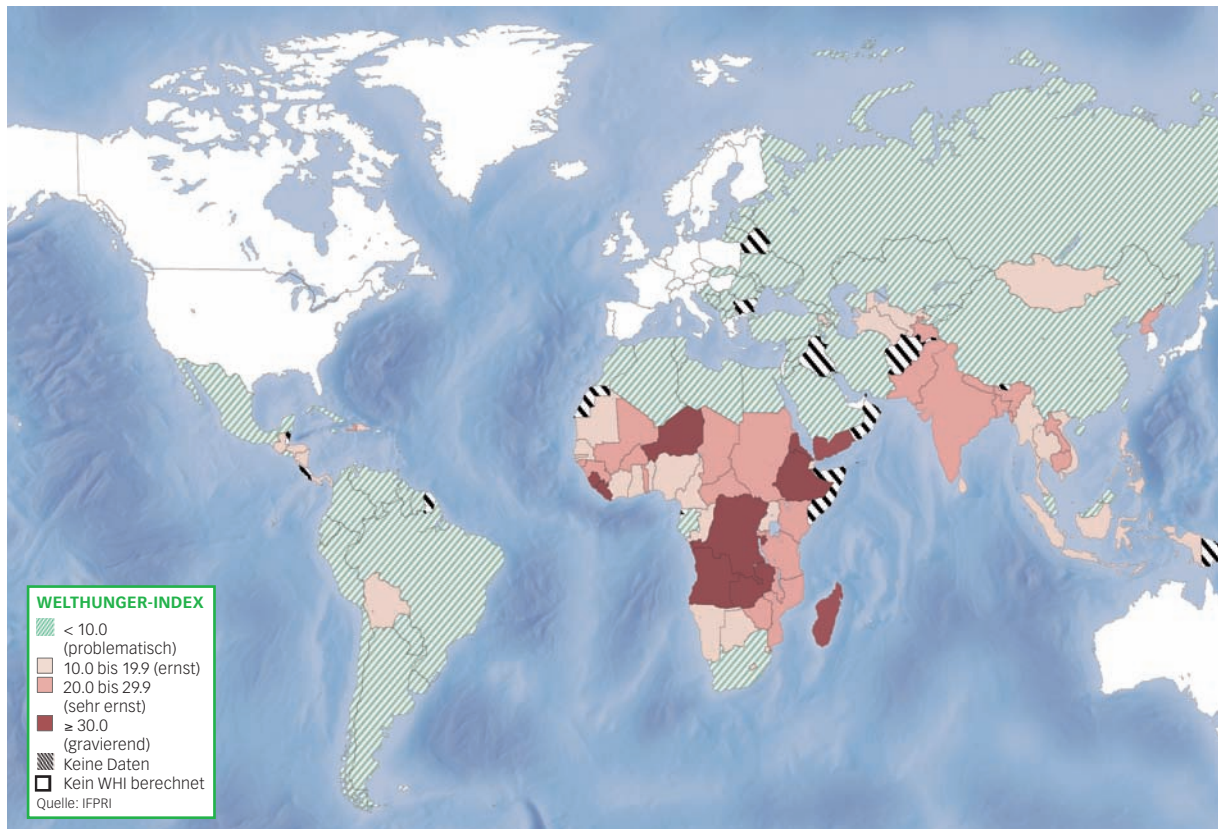 WELTHUNGER-INDEX
< 10.0
(problematisch)
10.0 bis 19.9 (ernst)
20.0 bis 29.9
(sehr ernst)
≥ 30.0
(gravierend)
Keine Daten
Kein WHI berechnet
Quelle: IFPRI